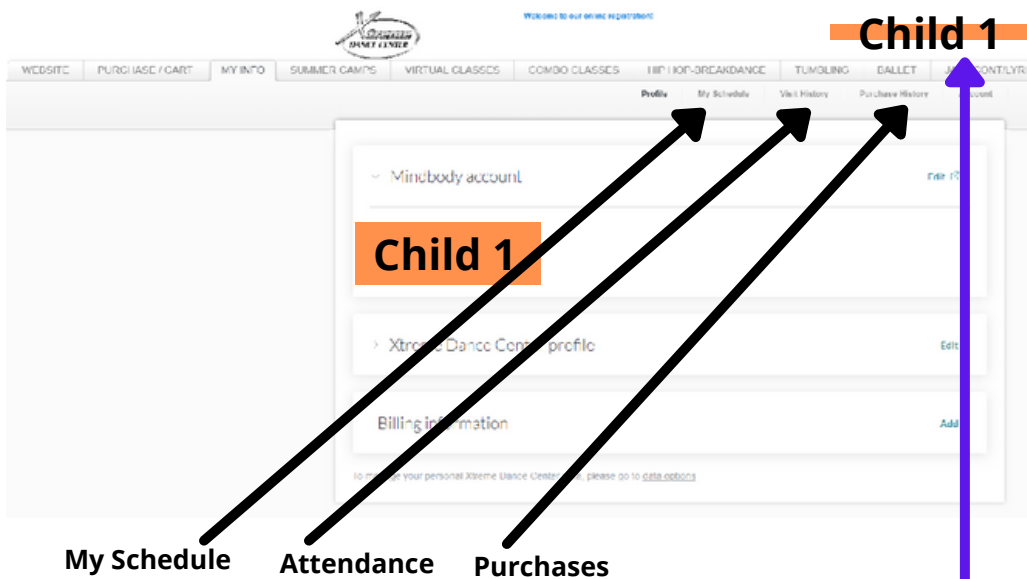 Welcome to our online registration!
DANCE CENTER
Child 1
WEBSITE PURCHASE / CART MY INFO SUMMER CAMPS VIRTUAL CLASSES COMBO CLASSES HIP HOP-BREAKDANCE TUMBLING BALLET
Profile My Schedule Visit History Purchase History Account
Mindbody account Edit
Child 1
Xtreme Dance Center profile Edit
Billing information Add
your personal Xtreme Dance Center please go to data options
My Schedule Attendance Purchases